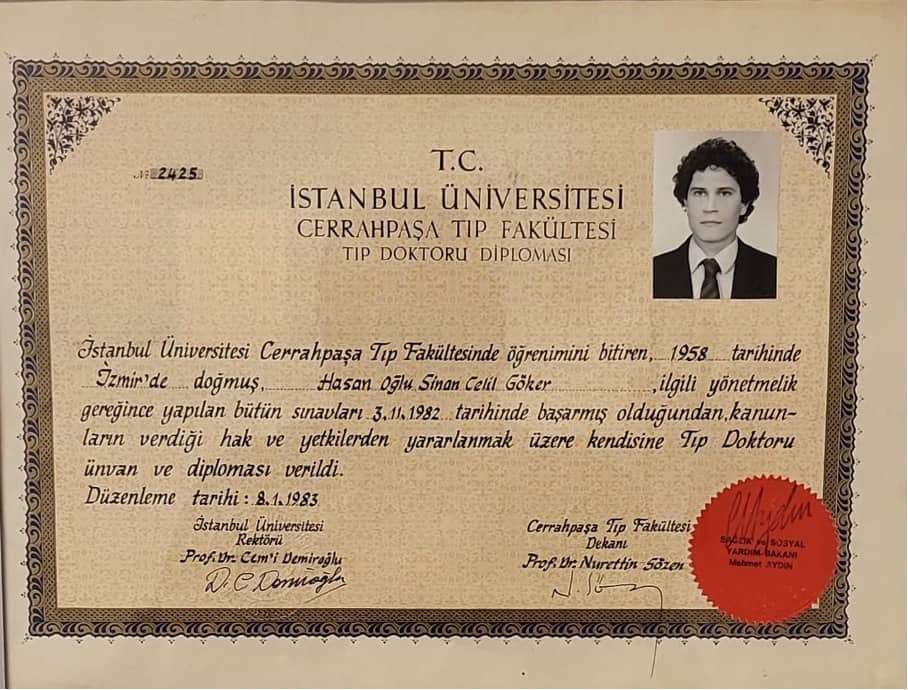 № 2425
T.C.
İSTANBUL ÜNİVERSİTESİ
CERRAHPAŞA TIP FAKÜLTESİ
TIP DOKTORU DİPLOMASI
İstanbul Üniversitesi Cerrahpaşa Tıp Fakültesinde öğrenimini bitiren, 1958 tarihinde
İzmir'de doğmuş, Hasan Oğlu Sinan Celil Göker , ilgili yönetmelik
gereğince yapılan bütün sınavları 3.11.1982 tarihinde başarmış olduğundan, kanun-
ların verdiği hak ve yetkilerden yararlanmak üzere kendisine Tıp Doktoru
ünvan ve diploması verildi.
Düzenleme tarihi : 8.1.1983
İstanbul Üniversitesi
Rektörü
Prof. Dr. Cem'i Demiroğlu
Cerrahpaşa Tıp Fakültesi
Dekanı
Prof. Dr. Nurettin Sözen
SAĞLIK ve SOSYAL
YARDIM BAKANI
Mehmet AYDIN